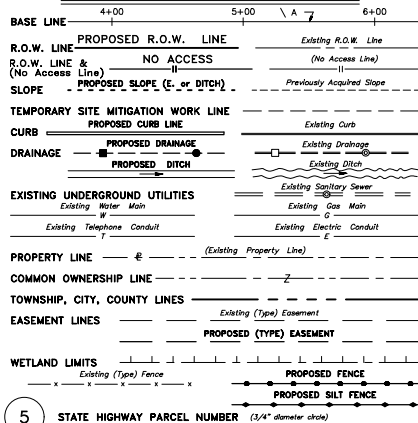 4+00 5+00 6+00
BASE LINE A
PROPOSED R.O.W. LINE Existing R.O.W. Line
R.O.W. LINE
R.O.W. LINE & NO ACCESS (No Access Line)
(No Access Line)
PROPOSED SLOPE (E. or DITCH) Previously Acquired Slope
SLOPE
TEMPORARY SITE MITIGATION WORK LINE
PROPOSED CURB LINE Existing Curb
CURB
PROPOSED DRAINAGE Existing Drainage
DRAINAGE
PROPOSED DITCH Existing Ditch
EXISTING UNDERGROUND UTILITIES Existing Sanitary Sewer
S
Existing Water Main Existing Gas Main
W G
Existing Telephone Conduit Existing Electric Conduit
T E
(Existing Property Line)
PROPERTY LINE
COMMON OWNERSHIP LINE Z
TOWNSHIP, CITY, COUNTY LINES
EASEMENT LINES Existing (Type) Easement
PROPOSED (TYPE) EASEMENT
WETLAND LIMITS
Existing (Type) Fence PROPOSED FENCE
x x x x x
PROPOSED SILT FENCE
5 STATE HIGHWAY PARCEL NUMBER (3/4" diameter circle)